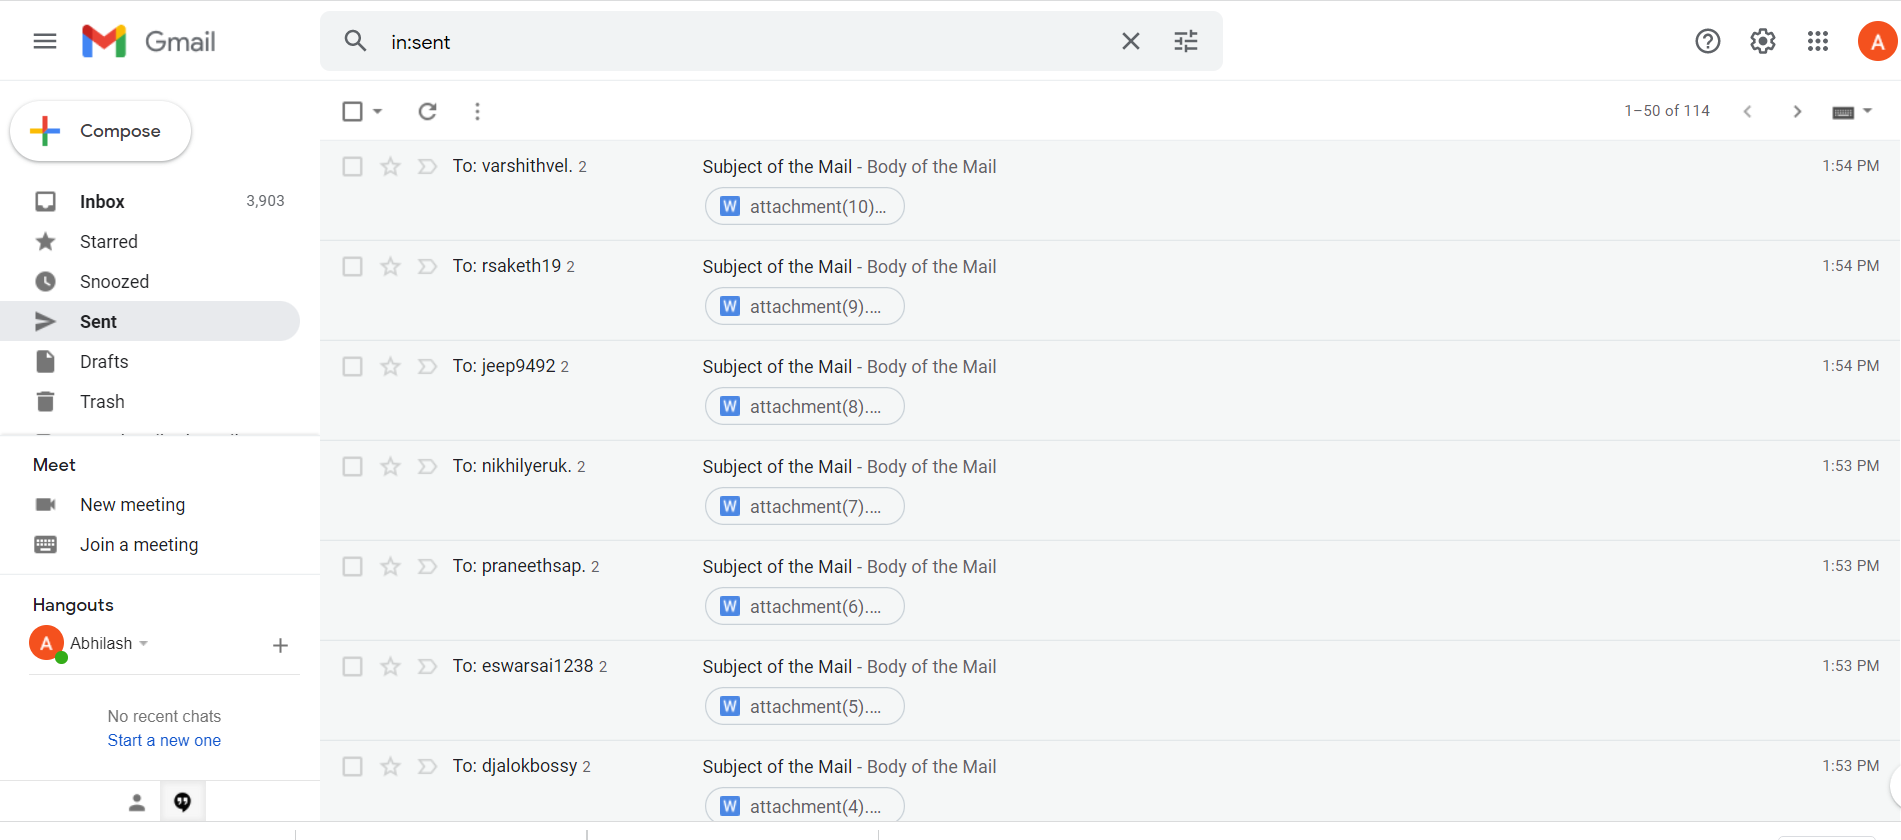 Gmail
in:sent
A
Compose
1–50 of 114
Inbox 3,903
Starred
Snoozed
Sent
Drafts
Trash
Meet
New meeting
Join a meeting
Hangouts
A Abhilash
No recent chats
Start a new one
To: varshithvel. 2 Subject of the Mail - Body of the Mail 1:54 PM
W attachment(10)...
To: rsaketh19 2 Subject of the Mail - Body of the Mail 1:54 PM
W attachment(9)....
To: jeep9492 2 Subject of the Mail - Body of the Mail 1:54 PM
W attachment(8)....
To: nikhilyeruk. 2 Subject of the Mail - Body of the Mail 1:53 PM
W attachment(7)....
To: praneethsap. 2 Subject of the Mail - Body of the Mail 1:53 PM
W attachment(6)....
To: eswarsai1238 2 Subject of the Mail - Body of the Mail 1:53 PM
W attachment(5)....
To: djalokbossy 2 Subject of the Mail - Body of the Mail 1:53 PM
W attachment(4)....